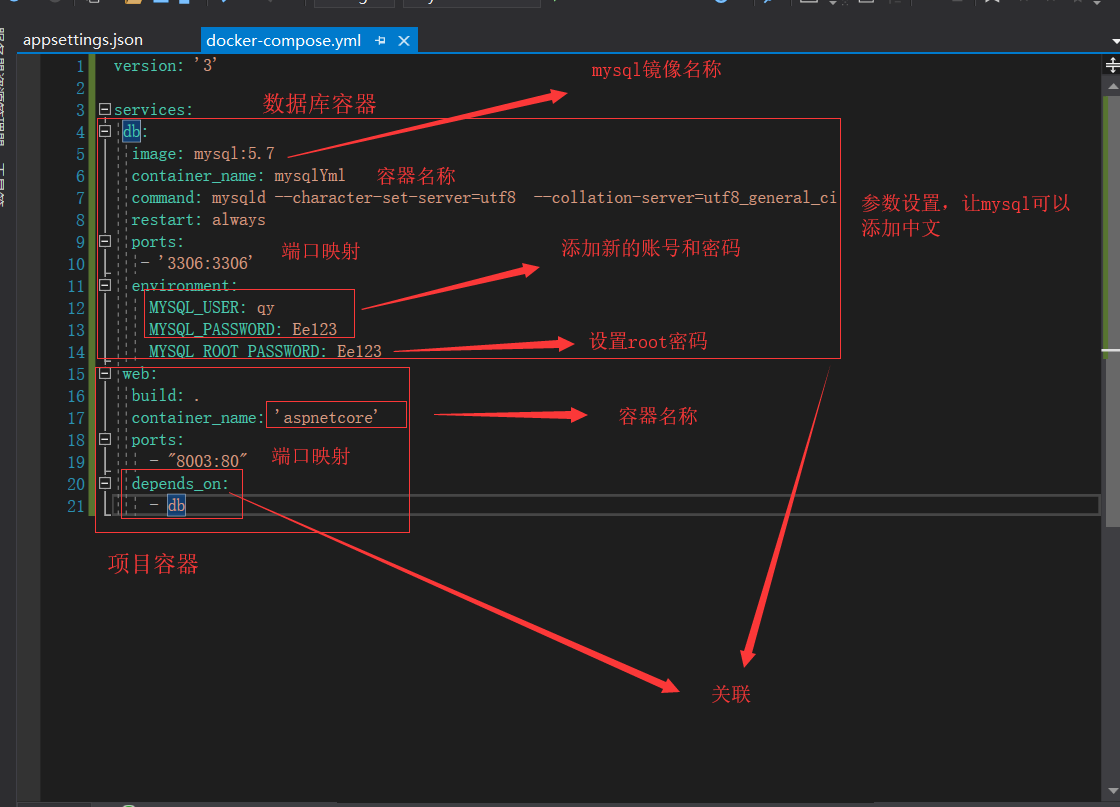 appsettings.json
docker-compose.yml
1 version: '3'
mysql镜像名称
2
3 services:
数据库容器
4 db:
5 image: mysql:5.7
6 container_name: mysqlYml
容器名称
7 command: mysqld --character-set-server=utf8  --collation-server=utf8_general_ci
参数设置，让mysql可以
添加中文
8 restart: always
9 ports:
端口映射
添加新的账号和密码
10 - '3306:3306'
11 environment:
12 MYSQL_USER: qy
13 MYSQL_PASSWORD: Ee123
14 MYSQL_ROOT_PASSWORD: Ee123
设置root密码
15 web:
16 build: .
17 container_name: 'aspnetcore'
容器名称
18 ports:
19 - "8003:80"
端口映射
20 depends_on:
21 - db
项目容器
关联